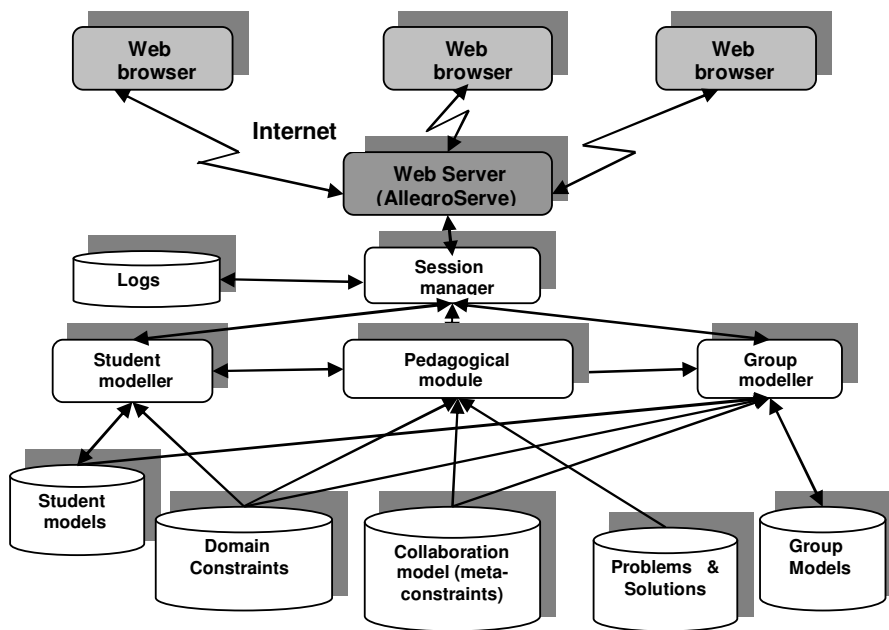 Web
browser
Web
browser
Web
browser
Internet
Web Server
(AllegroServe)
Session
manager
Logs
Student
modeller
Pedagogical
module
Group
modeller
Student
models
Domain
Constraints
Collaboration
model (meta-
constraints)
Problems &
Solutions
Group
Models